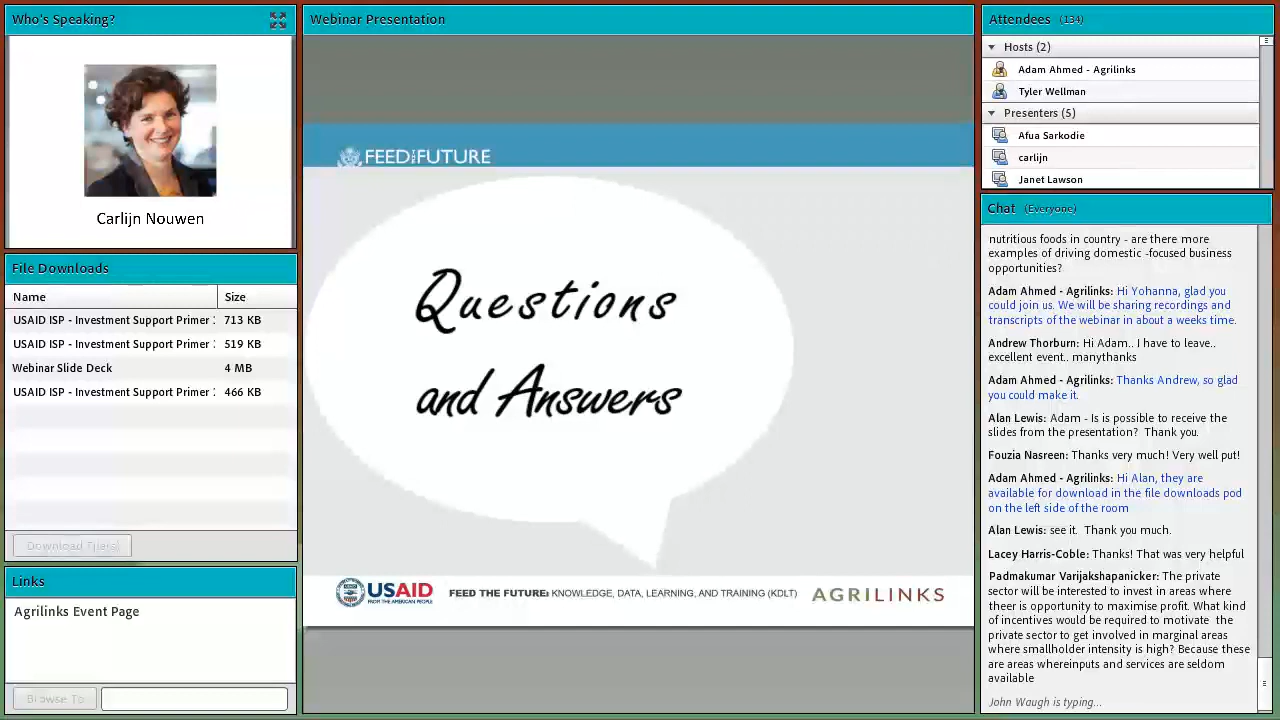 Who's Speaking?
Carlijn Nouwen
File Downloads
Name Size
USAID ISP - Investment Support Primer 713 KB
USAID ISP - Investment Support Primer 519 KB
Webinar Slide Deck 4 MB
USAID ISP - Investment Support Primer 466 KB
Download File(s)
Links
Agrilinks Event Page
Browse To
Webinar Presentation
FEED THE FUTURE
Questions
and Answers
USAID
FROM THE AMERICAN PEOPLE
FEED THE FUTURE: KNOWLEDGE, DATA, LEARNING, AND TRAINING (KDLT)
AGRILINKS
Attendees (134)
Hosts (2)
Adam Ahmed - Agrilinks
Tyler Wellman
Presenters (5)
Afua Sarkodie
carlijn
Janet Lawson
Chat (Everyone)
nutritious foods in country - are there more
examples of driving domestic -focused business
opportunities?
Adam Ahmed - Agrilinks: Hi Yohanna, glad you
could join us. We will be sharing recordings and
transcripts of the webinar in about a weeks time.
Andrew Thorburn: Hi Adam.. I have to leave..
excellent event.. manythanks
Adam Ahmed - Agrilinks: Thanks Andrew, so glad
you could make it.
Alan Lewis: Adam - Is is possible to receive the
slides from the presentation? Thank you.
Fouzia Nasreen: Thanks very much! Very well put!
Adam Ahmed - Agrilinks: Hi Alan, they are
available for download in the file downloads pod
on the left side of the room
Alan Lewis: see it. Thank you much.
Lacey Harris-Coble: Thanks! That was very helpful
Padmakumar Varijakshapanicker: The private
sector will be interested to invest in areas where
theer is opportunity to maximise profit. What kind
of incentives would be required to motivate the
private sector to get involved in marginal areas
where smallholder intensity is high? Because these
are areas whereinputs and services are seldom
available
John Waugh is typing...